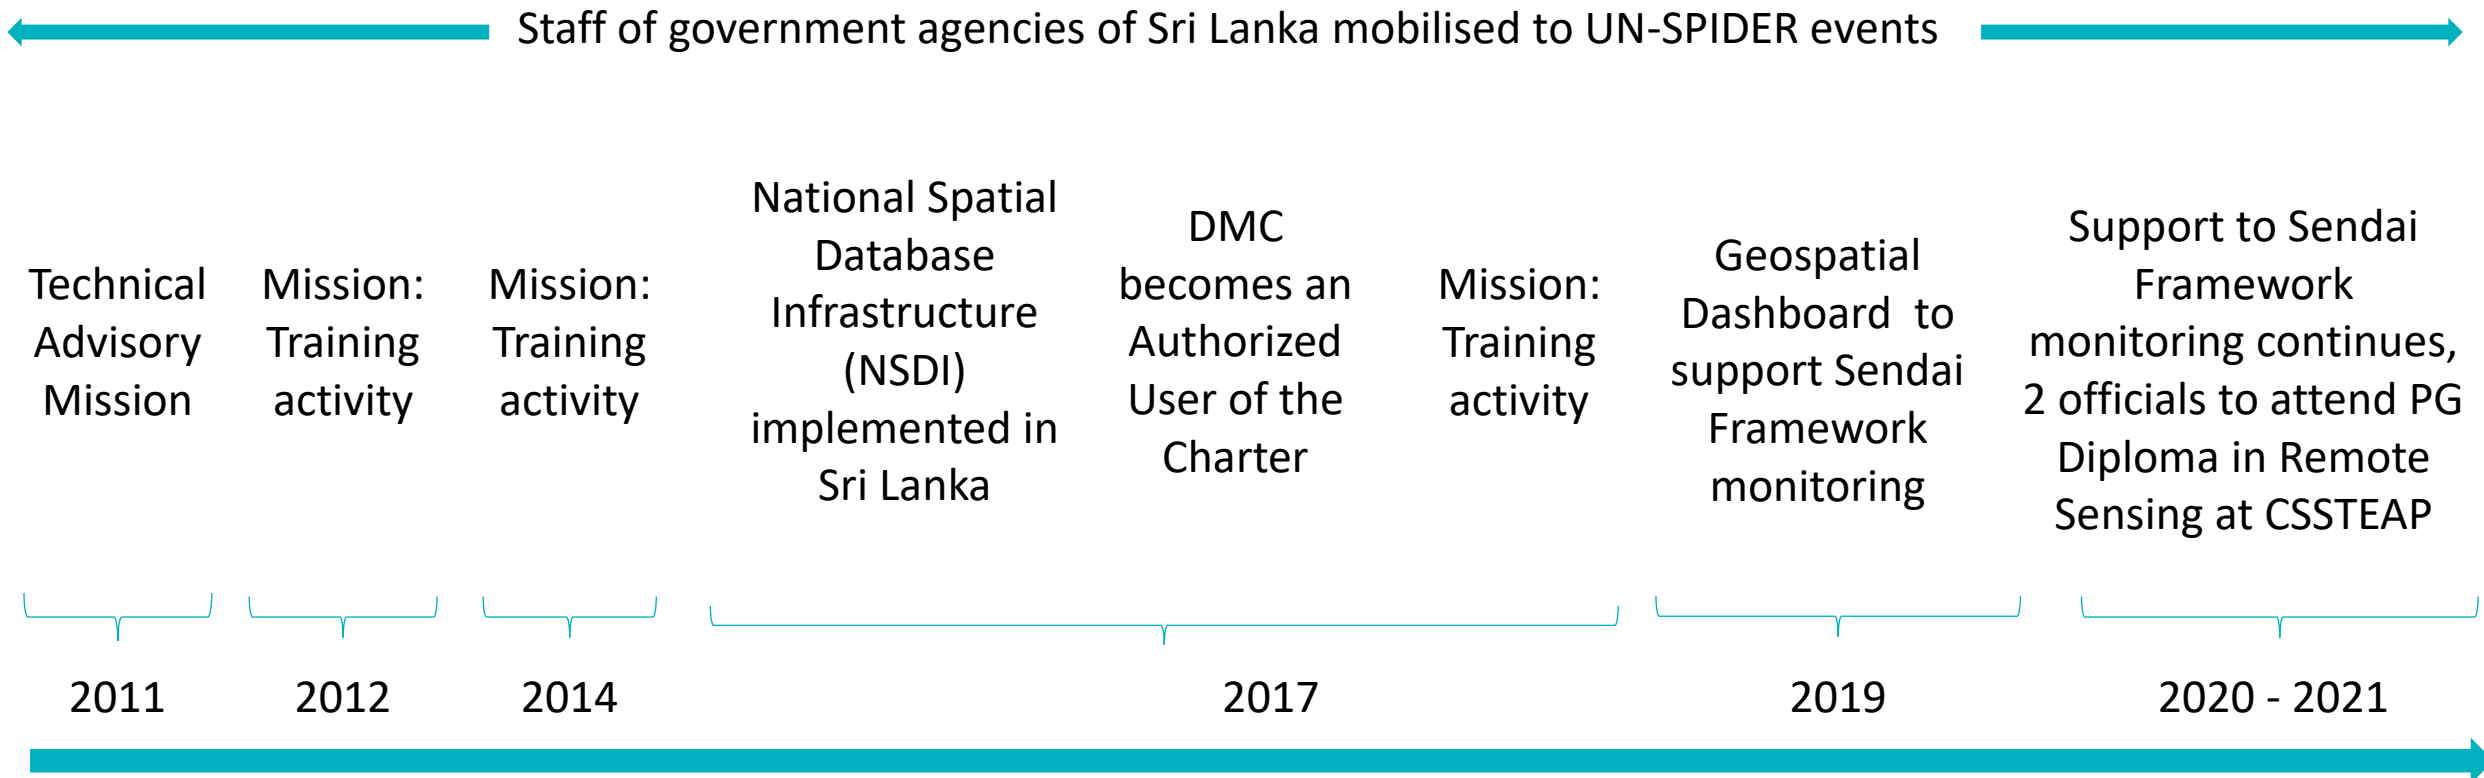 Staff of government agencies of Sri Lanka mobilised to UN-SPIDER events
Technical
Advisory
Mission
Mission:
Training
activity
Mission:
Training
activity
National Spatial
Database
Infrastructure
(NSDI)
implemented in
Sri Lanka
DMC
becomes an
Authorized
User of the
Charter
Mission:
Training
activity
Geospatial
Dashboard  to
support Sendai
Framework
monitoring
Support to Sendai
Framework
monitoring continues,
2 officials to attend PG
Diploma in Remote
Sensing at CSSTEAP
2011
2012
2014
2017
2019
2020 - 2021